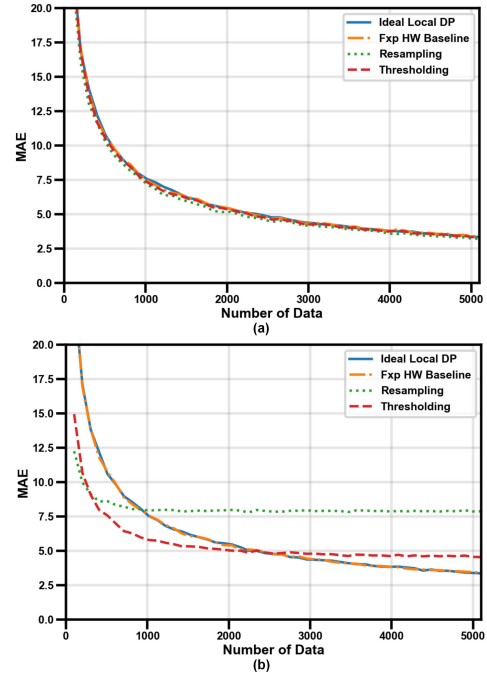 20.0
17.5
15.0
12.5
10.0
7.5
5.0
2.5
0.0
MAE
Ideal Local DP
Fxp HW Baseline
Resampling
Thresholding
0 1000 2000 3000 4000 5000
Number of Data
(a)
20.0
17.5
15.0
12.5
10.0
7.5
5.0
2.5
0.0
MAE
Ideal Local DP
Fxp HW Baseline
Resampling
Thresholding
0 1000 2000 3000 4000 5000
Number of Data
(b)